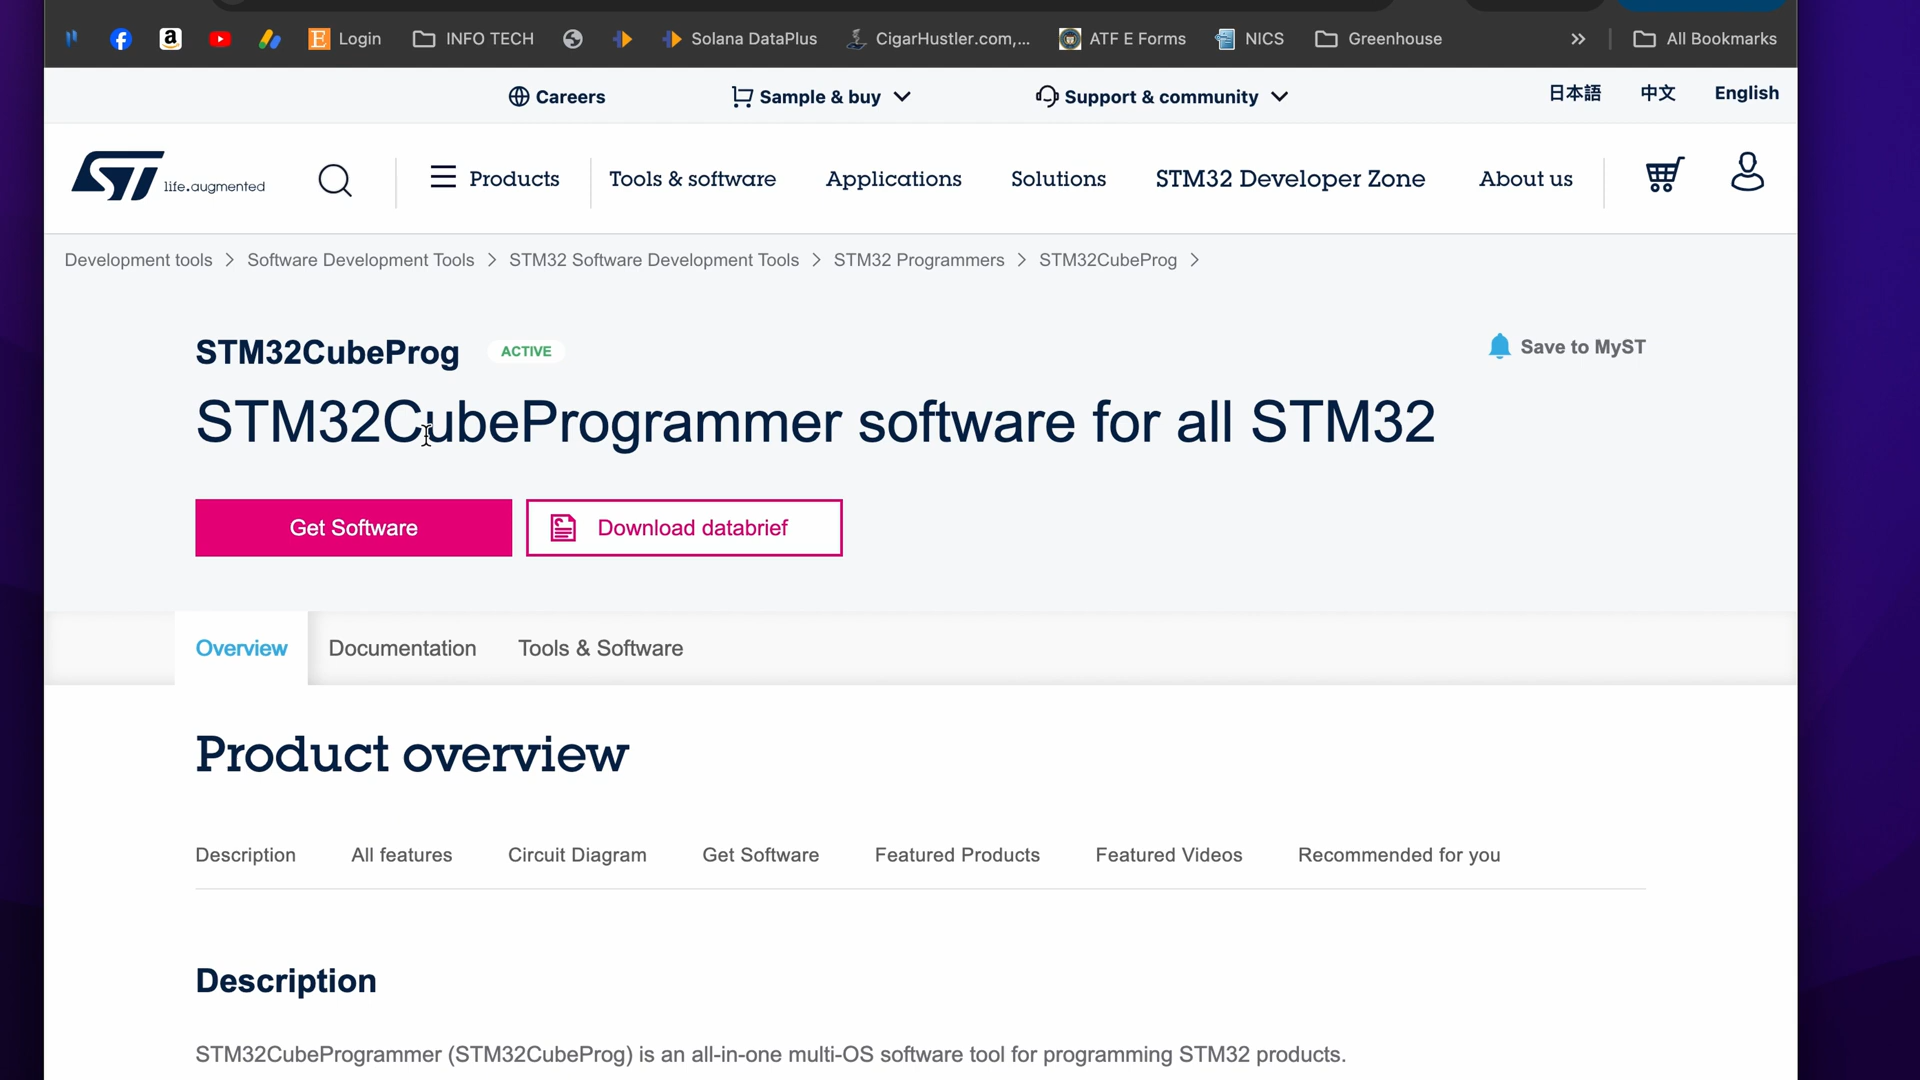 Login INFO TECH Solana DataPlus CigarHustler.com,... ATF E Forms NICS Greenhouse All Bookmarks
Careers Sample & buy Support & community 日本語 中文 English
ST life.augmented Products Tools & software Applications Solutions STM32 Developer Zone About us
Development tools > Software Development Tools > STM32 Software Development Tools > STM32 Programmers > STM32CubeProg >
STM32CubeProg ACTIVE Save to MyST
STM32CubeProgrammer software for all STM32
Get Software Download databrief
Overview Documentation Tools & Software
Product overview
Description All features Circuit Diagram Get Software Featured Products Featured Videos Recommended for you
Description
STM32CubeProgrammer (STM32CubeProg) is an all-in-one multi-OS software tool for programming STM32 products.